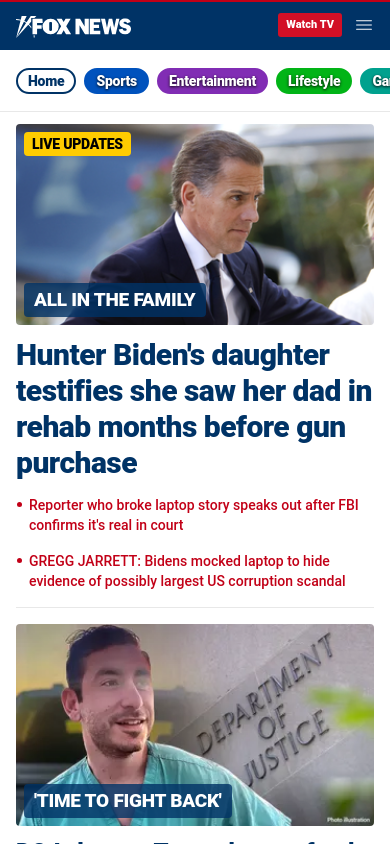 FOX NEWS
Watch TV
Home
Sports
Entertainment
Lifestyle
LIVE UPDATES
ALL IN THE FAMILY
Hunter Biden's daughter
testifies she saw her dad in
rehab months before gun
purchase
• Reporter who broke laptop story speaks out after FBI
confirms it's real in court
• GREGG JARRETT: Bidens mocked laptop to hide
evidence of possibly largest US corruption scandal
DEPARTMENT
OF
JUSTICE
'TIME TO FIGHT BACK'
Photo Illustration